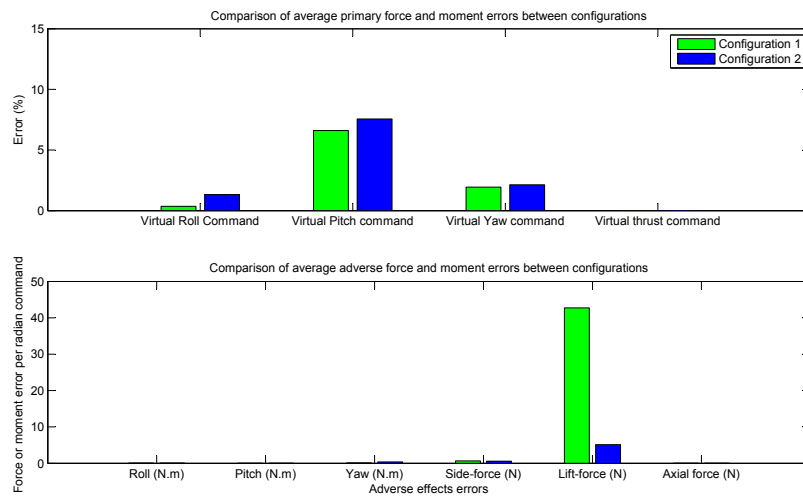 Comparison of average primary force and moment errors between configurations
15
10
5
0
Error (%)
Configuration 1
Configuration 2
Virtual Roll Command
Virtual Pitch command
Virtual Yaw command
Virtual thrust command
Comparison of average adverse force and moment errors between configurations
50
40
30
20
10
0
Force or moment error per radian command
Roll (N.m)
Pitch (N.m)
Yaw (N.m)
Side-force (N)
Lift-force (N)
Axial force (N)
Adverse effects errors